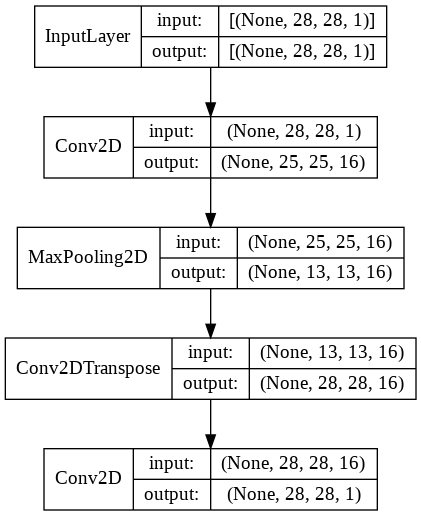 InputLayer
input: [(None, 28, 28, 1)]
output: [(None, 28, 28, 1)]
Conv2D
input: (None, 28, 28, 1)
output: (None, 25, 25, 16)
MaxPooling2D
input: (None, 25, 25, 16)
output: (None, 13, 13, 16)
Conv2DTranspose
input: (None, 13, 13, 16)
output: (None, 28, 28, 16)
Conv2D
input: (None, 28, 28, 16)
output: (None, 28, 28, 1)